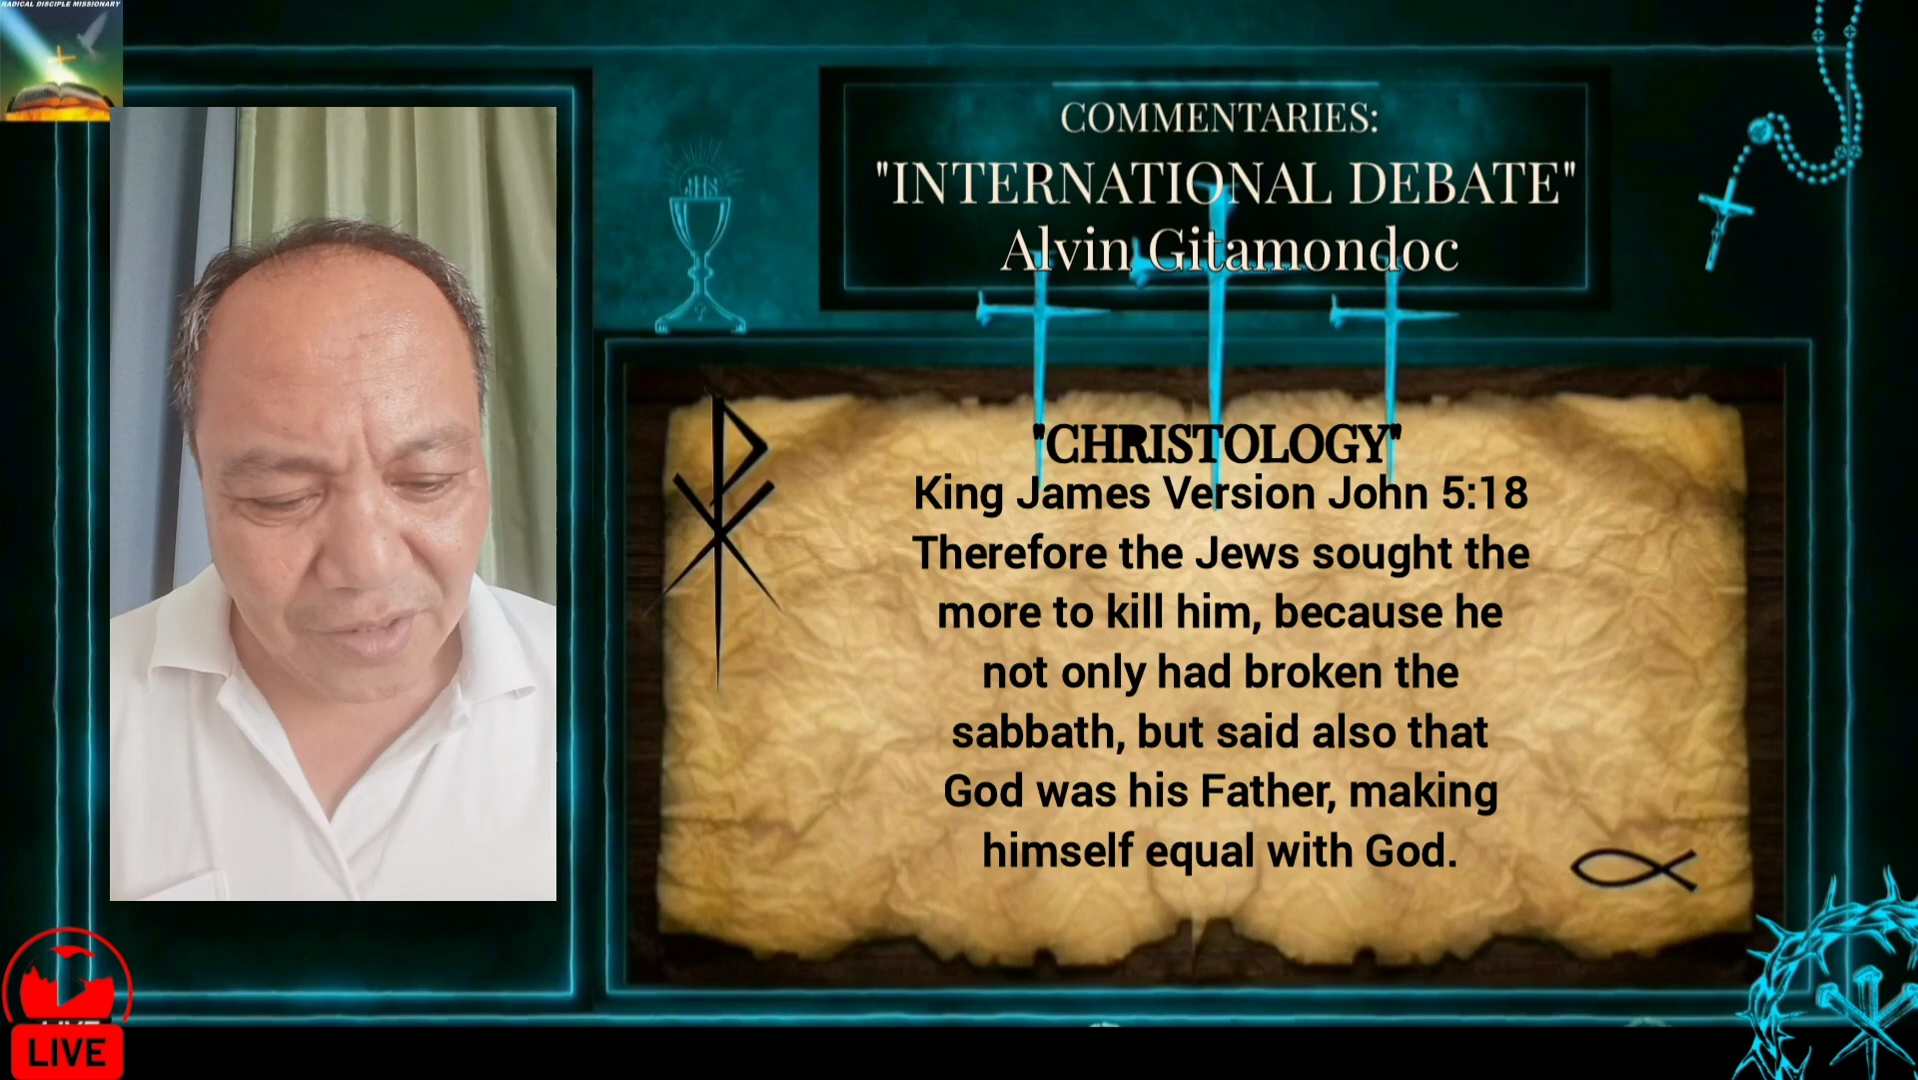 RADICAL DISCIPLE MISSIONARY
JHS
COMMENTARIES:
"INTERNATIONAL DEBATE"
Alvin Gitamondoc
"CHRISTOLOGY"
King James Version John 5:18
Therefore the Jews sought the
more to kill him, because he
not only had broken the
sabbath, but said also that
God was his Father, making
himself equal with God.
LIVE
LIVE